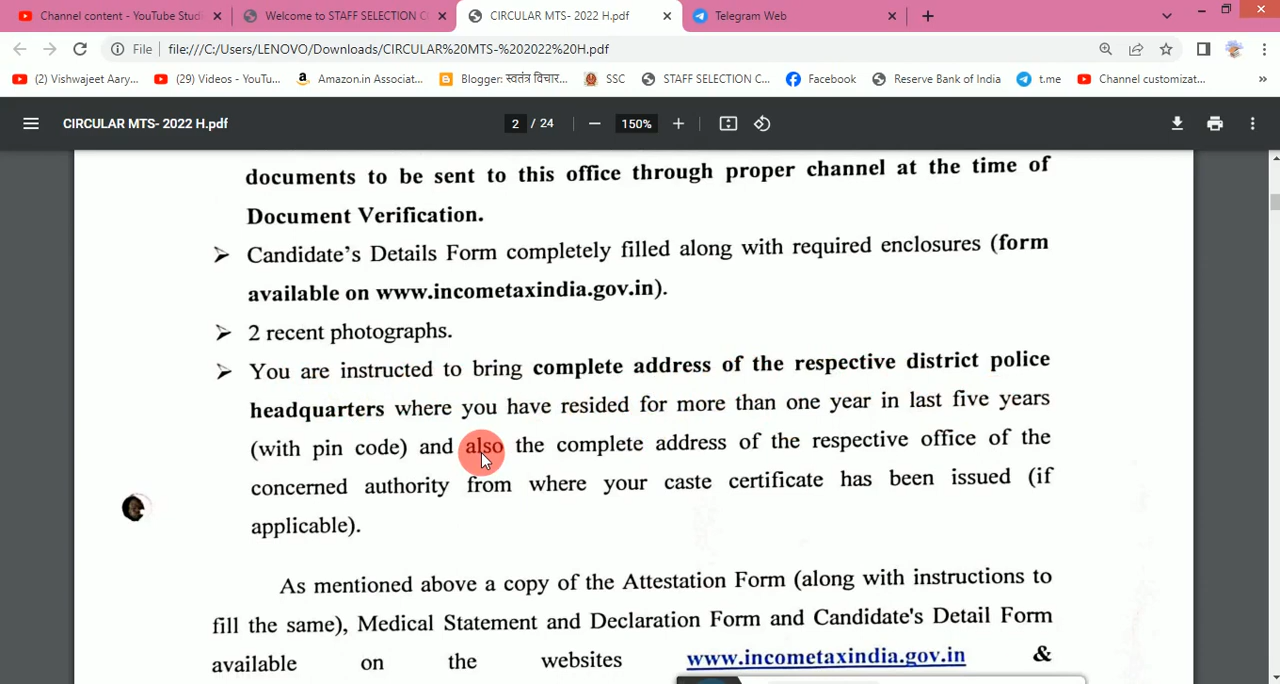 Channel content - YouTube Stud
Welcome to STAFF SELECTION C
CIRCULAR MTS- 2022 H.pdf
Telegram Web
File
file:///C:/Users/LENOVO/Downloads/CIRCULAR%20MTS-%202022%20H.pdf
(2) Vishwajeet Aary...
(29) Videos - YouTu...
Amazon.in Associat...
Blogger: स्वतंत्र विचार...
SSC
STAFF SELECTION C...
Facebook
Reserve Bank of India
t.me
Channel customizat...
»
CIRCULAR MTS- 2022 H.pdf
2 / 24
150%
documents to be sent to this office through proper channel at the time of
Document Verification.
➢ Candidate's Details Form completely filled along with required enclosures (form
available on www.incometaxindia.gov.in).
➢ 2 recent photographs.
➢ You are instructed to bring complete address of the respective district police
headquarters where you have resided for more than one year in last five years
(with pin code) and also the complete address of the respective office of the
concerned authority from where your caste certificate has been issued (if
applicable).
As mentioned above a copy of the Attestation Form (along with instructions to
fill the same), Medical Statement and Declaration Form and Candidate's Detail Form
available on the websites www.incometaxindia.gov.in &